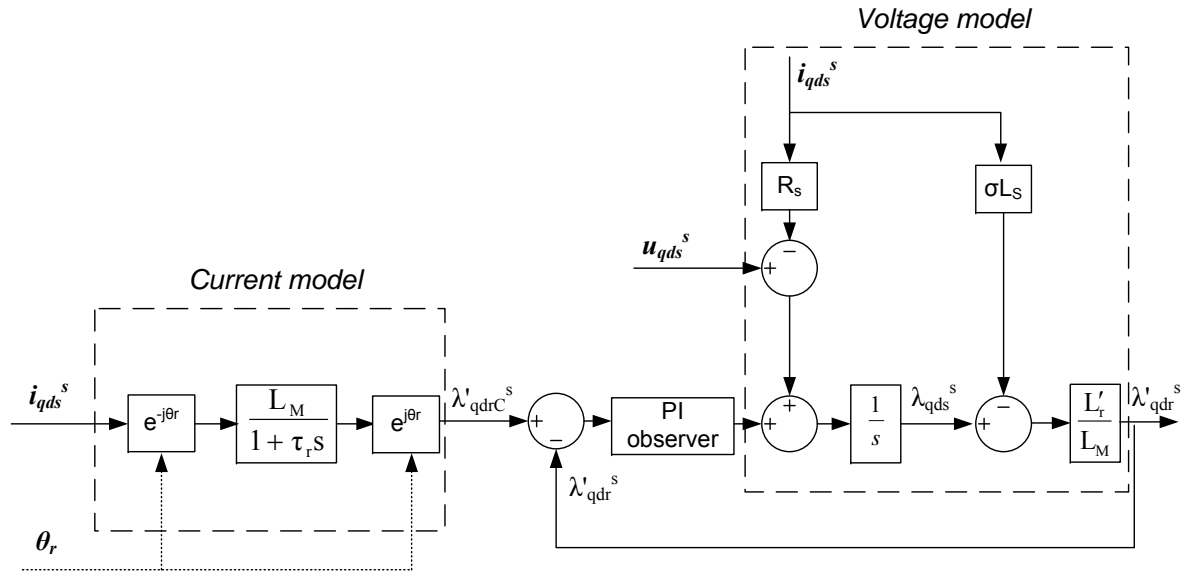 Voltage model
i_qds^s
R_s
σL_S
u_qds^s
+
−
Current model
i_qds^s
e^-jθr
L_M
1 + τ_r s
e^jθr
λ'_qdrC^s
+
−
PI
observer
+
+
1
s
λ_qds^s
+
−
L'_r
L_M
λ'_qdr^s
λ'_qdr^s
θ_r